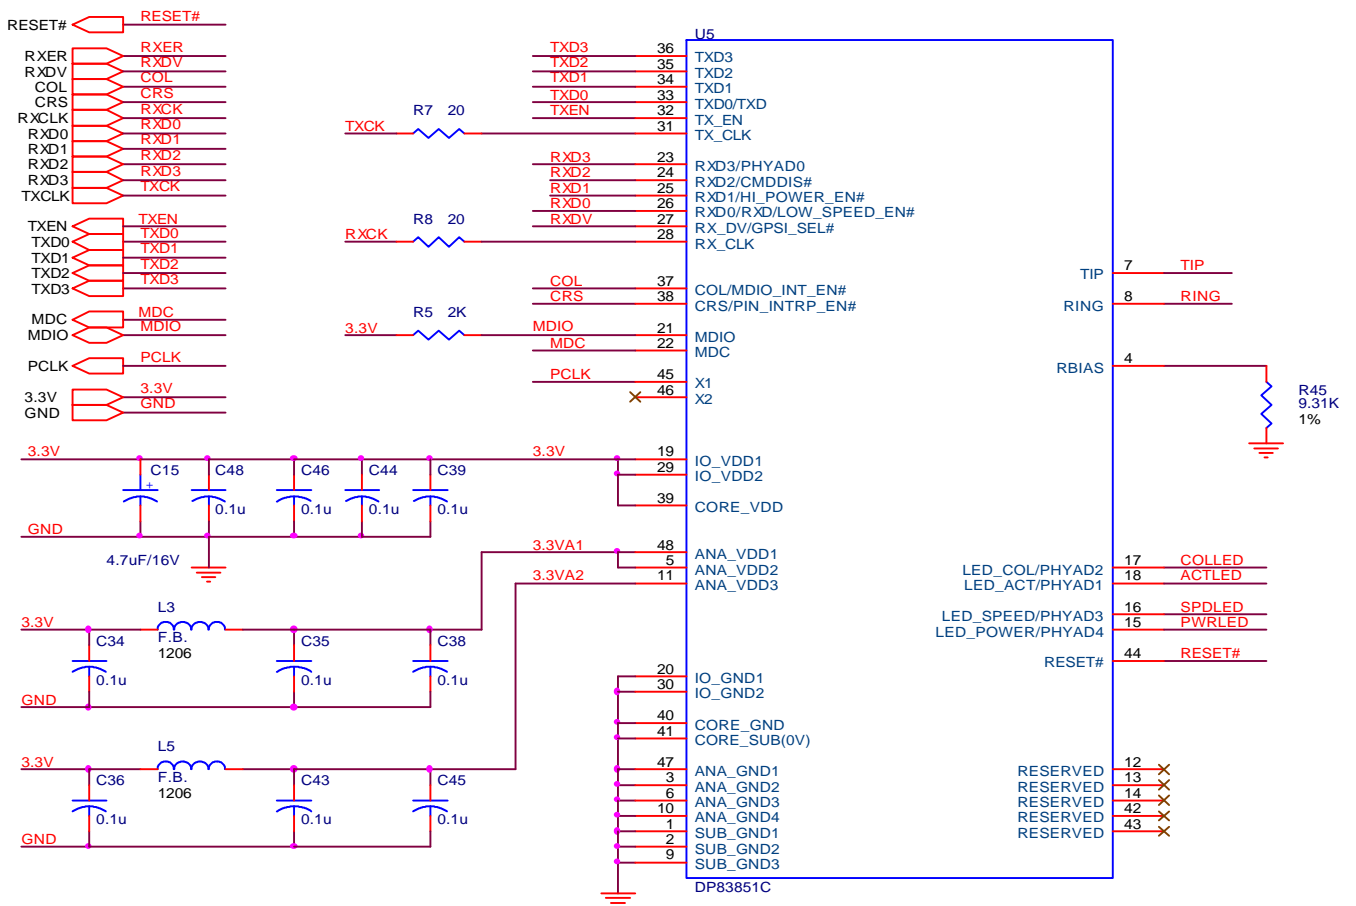 RESET# RESET#
RXER RXER
RXDV RXDV
COL COL
CRS CRS
RXCLK RXCK
RXD0 RXD0
RXD1 RXD1
RXD2 RXD2
RXD3 RXD3
TXCLK TXCK
TXEN TXEN
TXD0 TXD0
TXD1 TXD1
TXD2 TXD2
TXD3 TXD3
MDC MDC
MDIO MDIO
PCLK PCLK
3.3V 3.3V
GND GND
U5
TXD3 36 TXD3
TXD2 35 TXD2
TXD1 34 TXD1
TXD0 33 TXD0/TXD
TXEN 32 TX_EN
R7 20
TXCK 31 TX_CLK
RXD3 23 RXD3/PHYAD0
RXD2 24 RXD2/CMDDIS#
RXD1 25 RXD1/HI_POWER_EN#
RXD0 26 RXD0/RXD/LOW_SPEED_EN#
RXDV 27 RX_DV/GPSI_SEL#
R8 20
RXCK 28 RX_CLK
COL 37 COL/MDIO_INT_EN#
CRS 38 CRS/PIN_INTRP_EN#
R5 2K
3.3V MDIO 21 MDIO
MDC 22 MDC
PCLK 45 X1
46 X2
TIP 7 TIP
RING 8 RING
RBIAS 4
R45
9.31K
1%
3.3V 3.3V 19 IO_VDD1
29 IO_VDD2
39 CORE_VDD
C15 C48 C46 C44 C39
+
0.1u 0.1u 0.1u 0.1u
GND
4.7uF/16V
3.3VA1 48 ANA_VDD1
5 ANA_VDD2
3.3VA2 11 ANA_VDD3
LED_COL/PHYAD2 17 COLLED
LED_ACT/PHYAD1 18 ACTLED
LED_SPEED/PHYAD3 16 SPDLED
LED_POWER/PHYAD4 15 PWRLED
RESET# 44 RESET#
L3
3.3V
F.B.
1206
C34 C35 C38
0.1u 0.1u 0.1u
GND
20 IO_GND1
30 IO_GND2
40 CORE_GND
41 CORE_SUB(0V)
L5
3.3V
F.B.
1206
C36 C43 C45
0.1u 0.1u 0.1u
GND
47 ANA_GND1
3 ANA_GND2
6 ANA_GND3
10 ANA_GND4
1 SUB_GND1
2 SUB_GND2
9 SUB_GND3
RESERVED 12
RESERVED 13
RESERVED 14
RESERVED 42
RESERVED 43
DP83851C